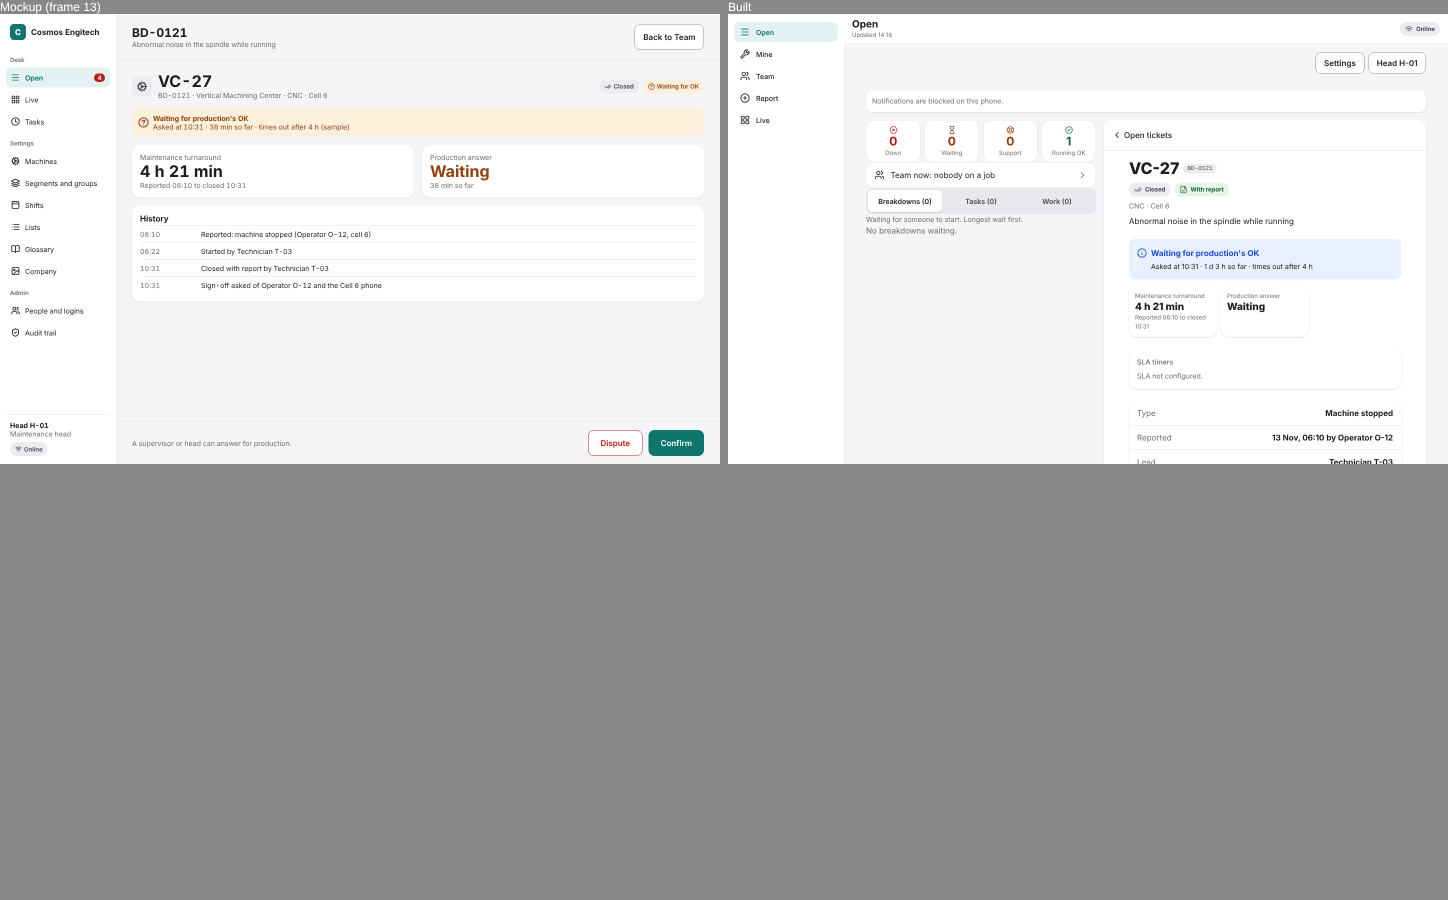 Mockup (frame 13)
C Cosmos Engitech
Desk
Open 4
Live
Tasks
Settings
Machines
Segments and groups
Shifts
Lists
Glossary
Company
Admin
People and logins
Audit trail
Head H-01
Maintenance head
Online
BD-0121
Abnormal noise in the spindle while running
Back to Team
VC-27
BD-0121 · Vertical Machining Center · CNC · Cell 6
Closed
Waiting for OK
Waiting for production's OK
Asked at 10:31 · 38 min so far · times out after 4 h (sample)
Maintenance turnaround
4 h 21 min
Reported 06:10 to closed 10:31
Production answer
Waiting
38 min so far
History
06:10 Reported: machine stopped (Operator O-12, cell 6)
06:22 Started by Technician T-03
10:31 Closed with report by Technician T-03
10:31 Sign-off asked of Operator O-12 and the Cell 6 phone
A supervisor or head can answer for production.
Dispute
Confirm
Built
Open
Mine
Team
Report
Live
Open
Updated 14:18
Online
Settings
Head H-01
Notifications are blocked on this phone.
0 Down
0 Waiting
0 Support
1 Running OK
Team now: nobody on a job
Breakdowns (0)
Tasks (0)
Work (0)
Waiting for someone to start. Longest wait first.
No breakdowns waiting.
Open tickets
VC-27 BD-0121
Closed
With report
CNC · Cell 6
Abnormal noise in the spindle while running
Waiting for production's OK
Asked at 10:31 · 1 d 3 h so far · times out after 4 h
Maintenance turnaround
4 h 21 min
Reported 06:10 to closed
10:31
Production answer
Waiting
SLA timers
SLA not configured.
Type Machine stopped
Reported 13 Nov, 06:10 by Operator O-12
Lead Technician T-03